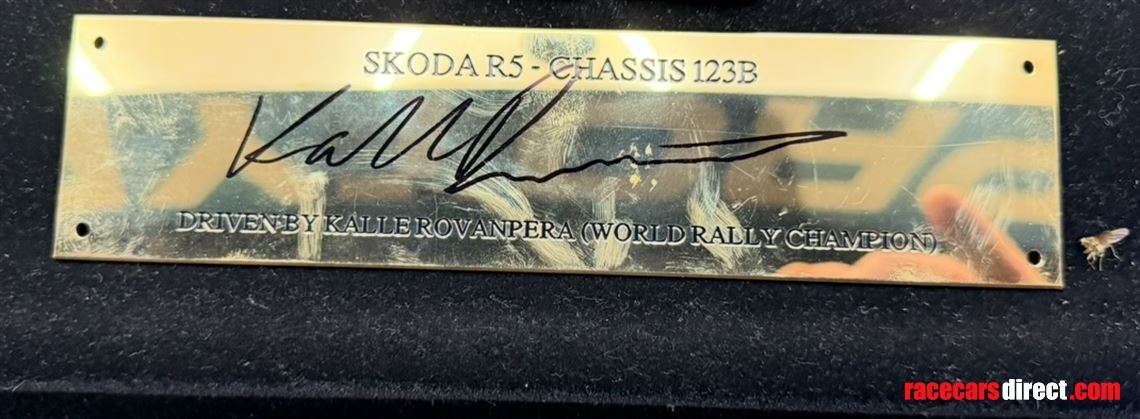 SKODA R5 - CHASSIS 123B
DRIVEN BY KALLE ROVANPERA (WORLD RALLY CHAMPION)
racecarsdirect.com